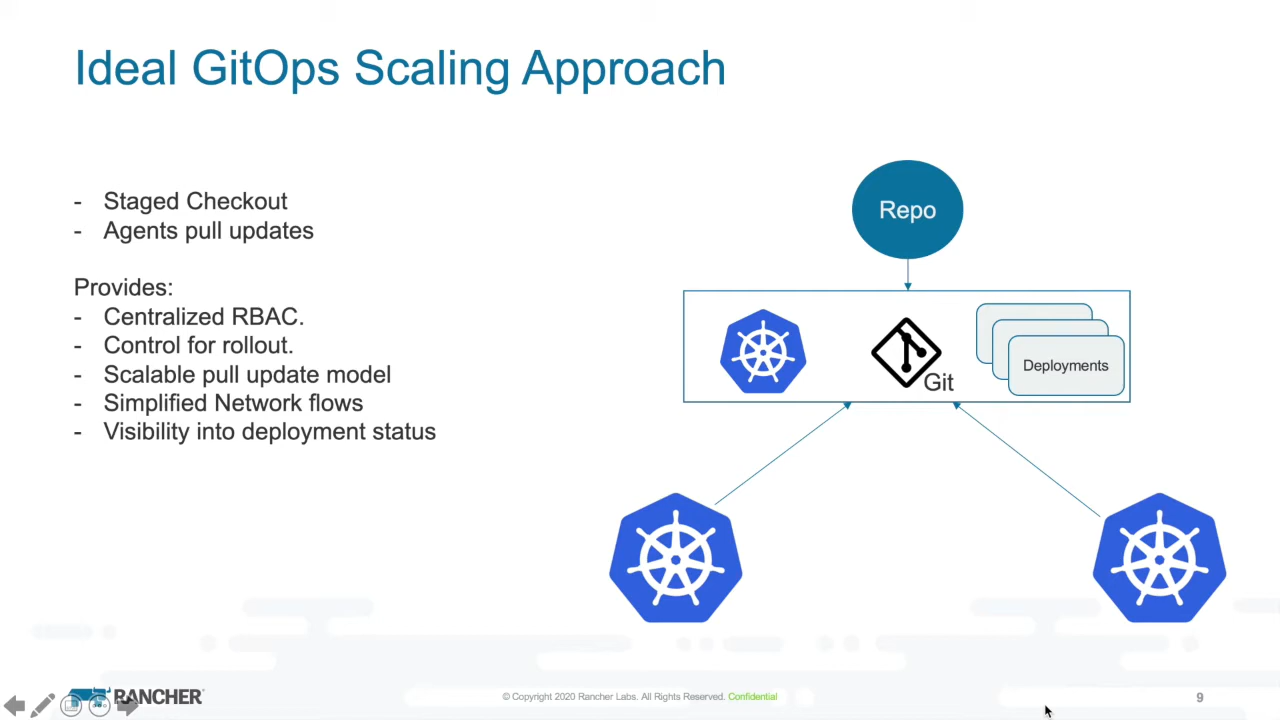 Ideal GitOps Scaling Approach
- Staged Checkout
- Agents pull updates
Provides:
- Centralized RBAC.
- Control for rollout.
- Scalable pull update model
- Simplified Network flows
- Visibility into deployment status
Repo
Git
Deployments
RANCHER
© Copyright 2020 Rancher Labs. All Rights Reserved. Confidential
9